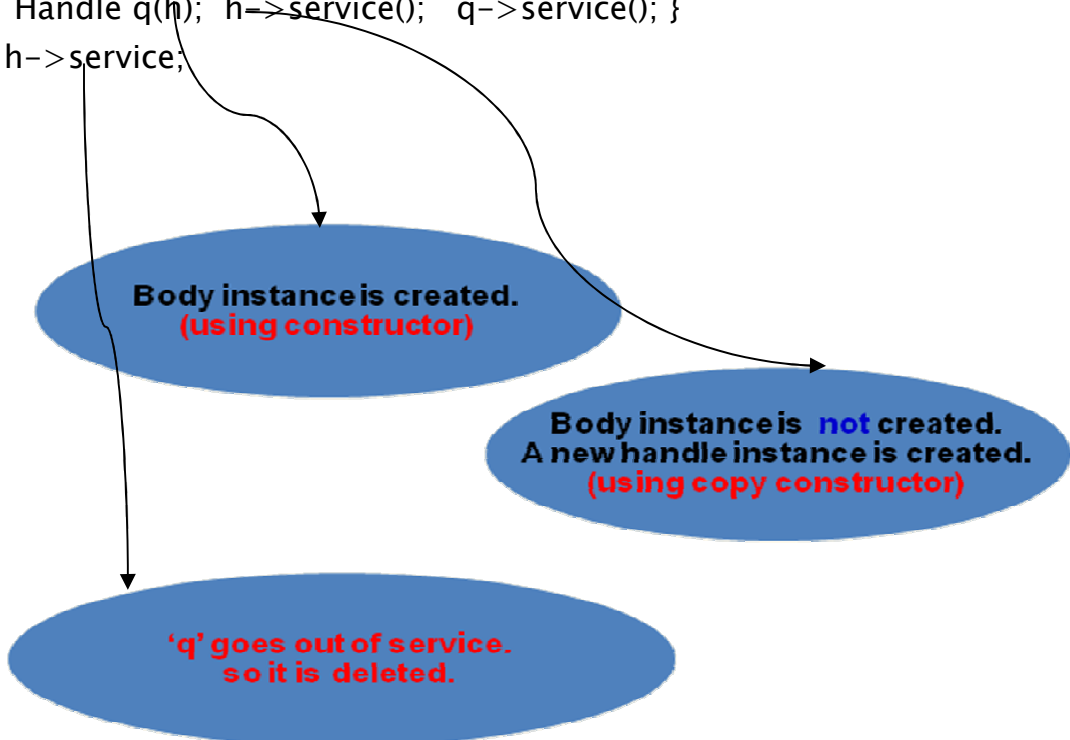 Handle q(h); h->service(); q->service(); }
h->service;
Body instance is created.
(using constructor)
Body instance is not created.
A new handle instance is created.
(using copy constructor)
‘q’ goes out of service.
so it is deleted.